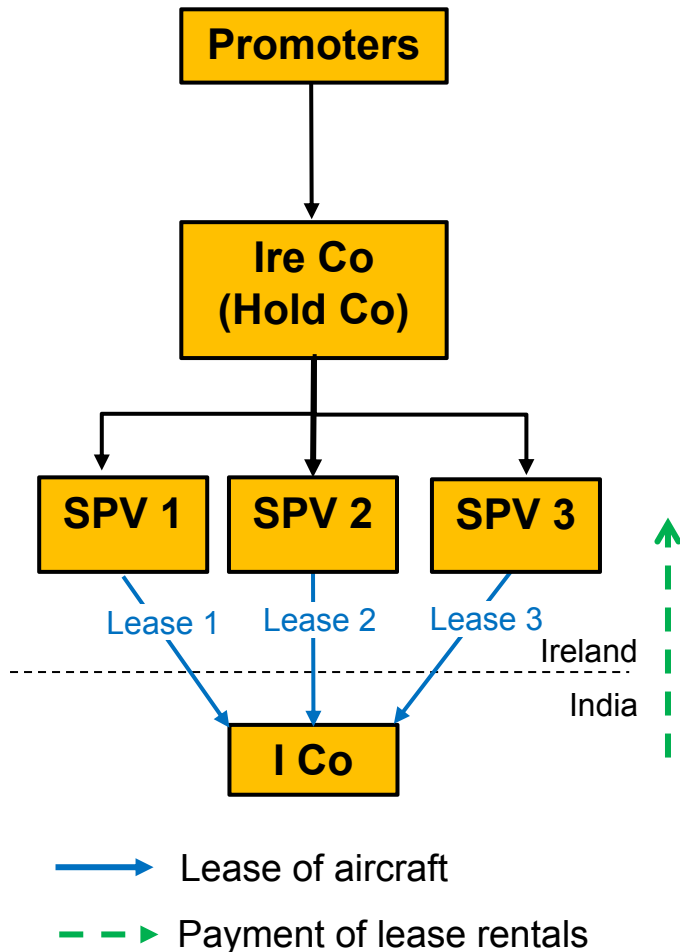 Promoters
Ire Co
(Hold Co)
SPV 1
SPV 2
SPV 3
Lease 1
Lease 2
Lease 3
Ireland
India
I Co
Lease of aircraft
Payment of lease rentals